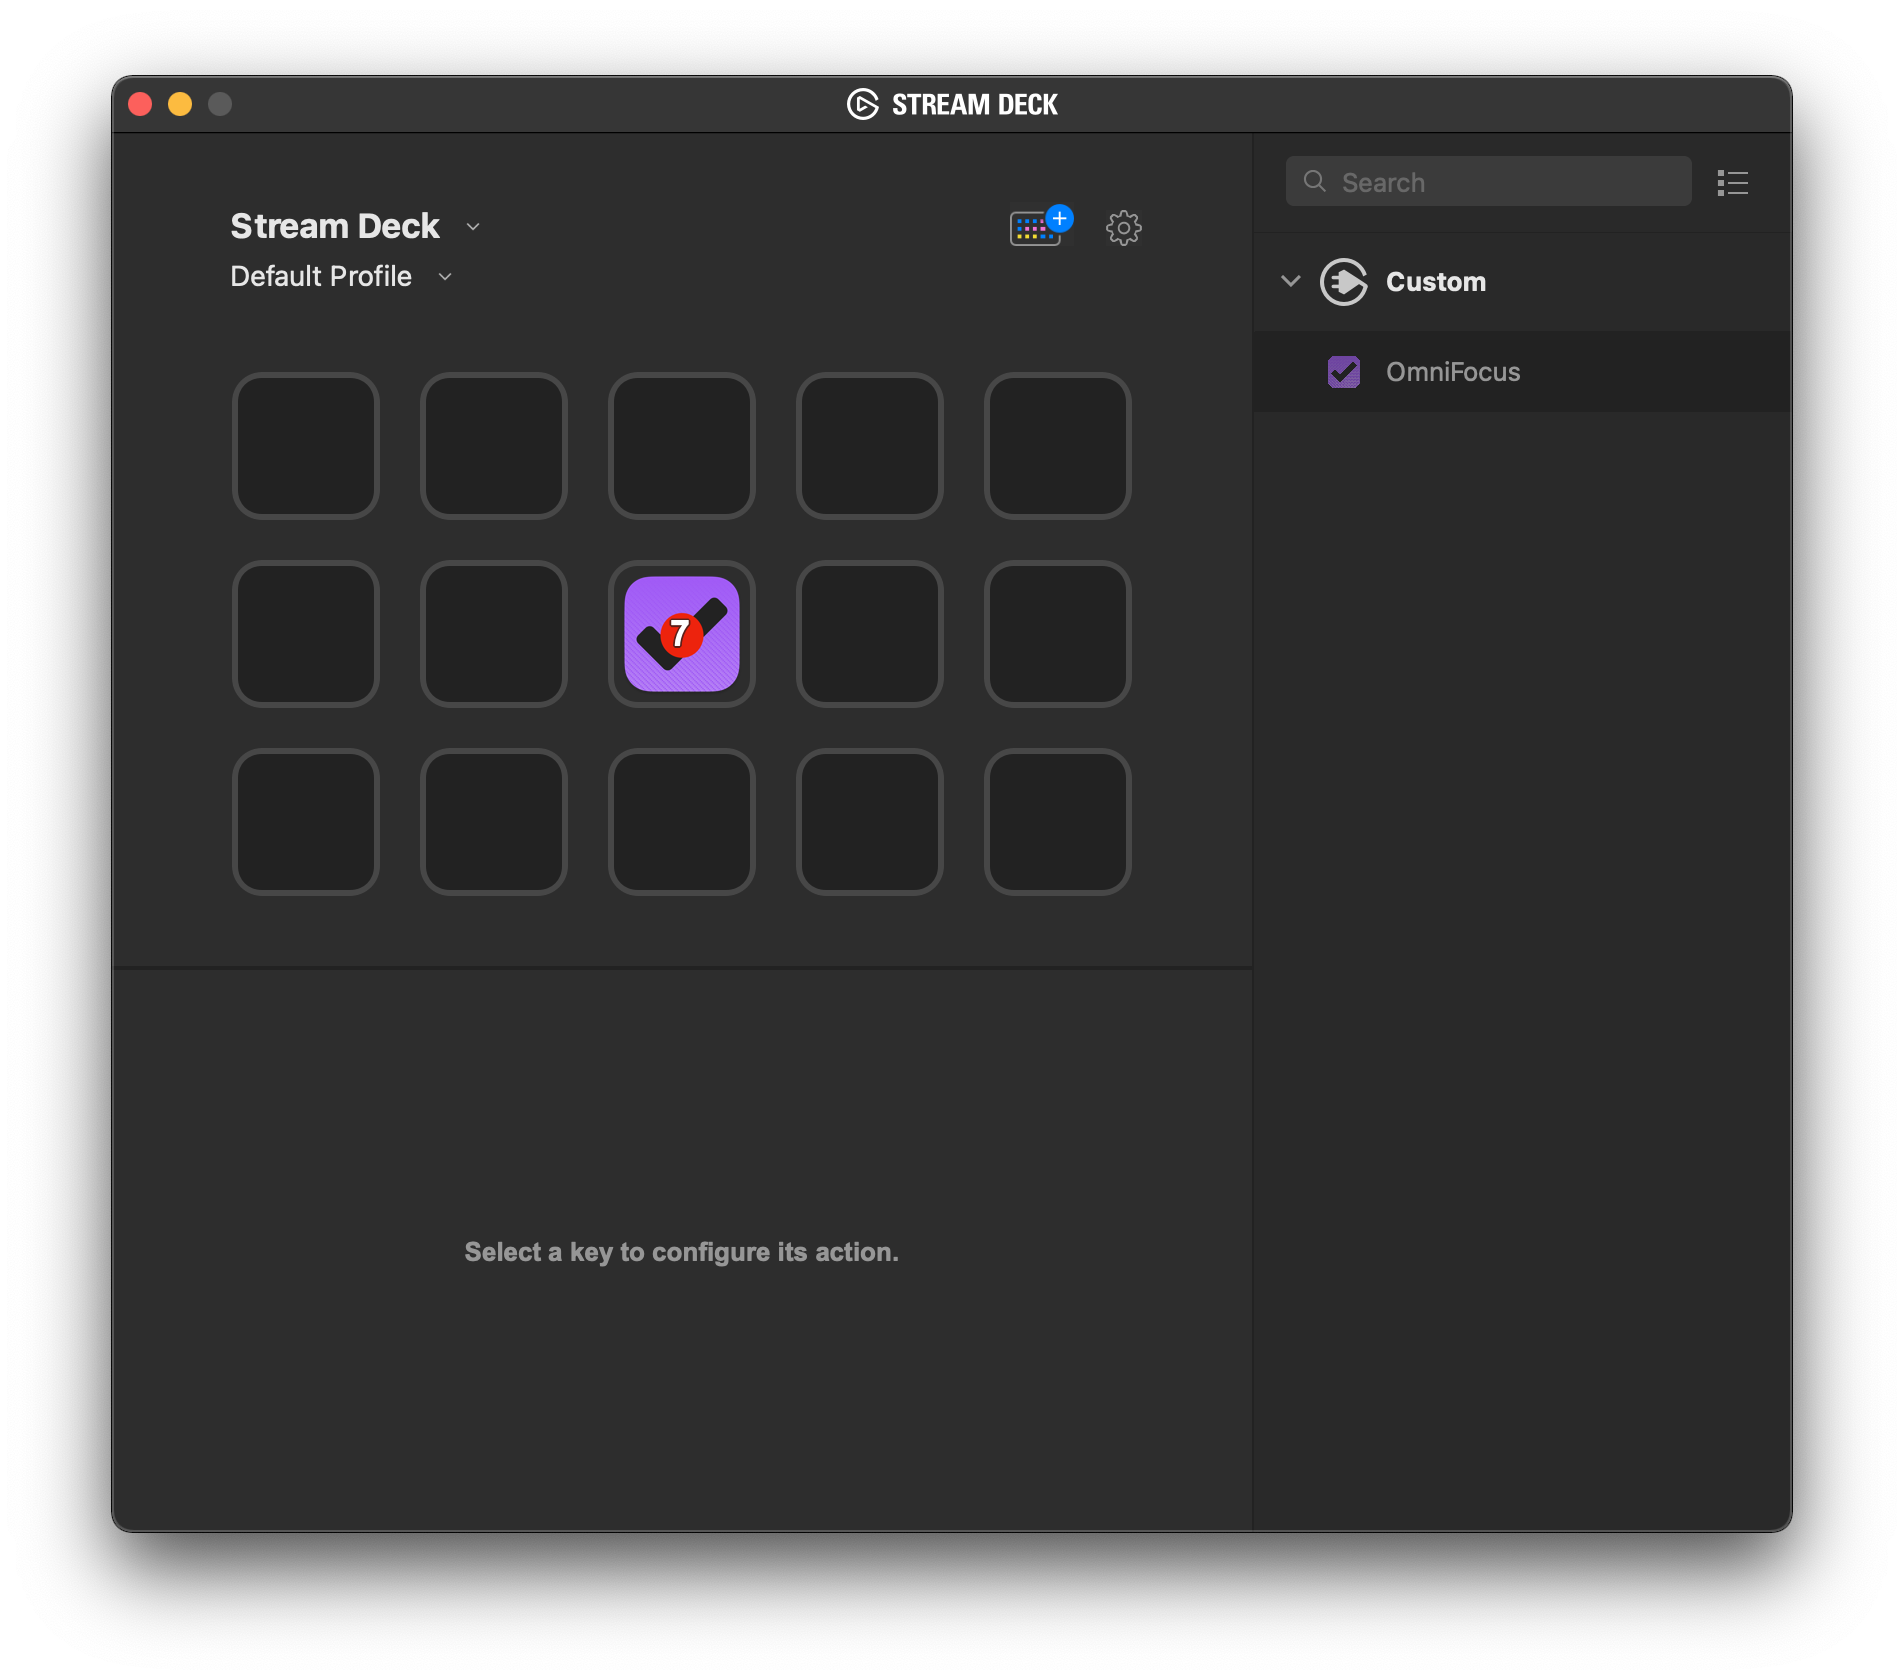 STREAM DECK
Stream Deck
Default Profile
7
Select a key to configure its action.
Search
Custom
OmniFocus